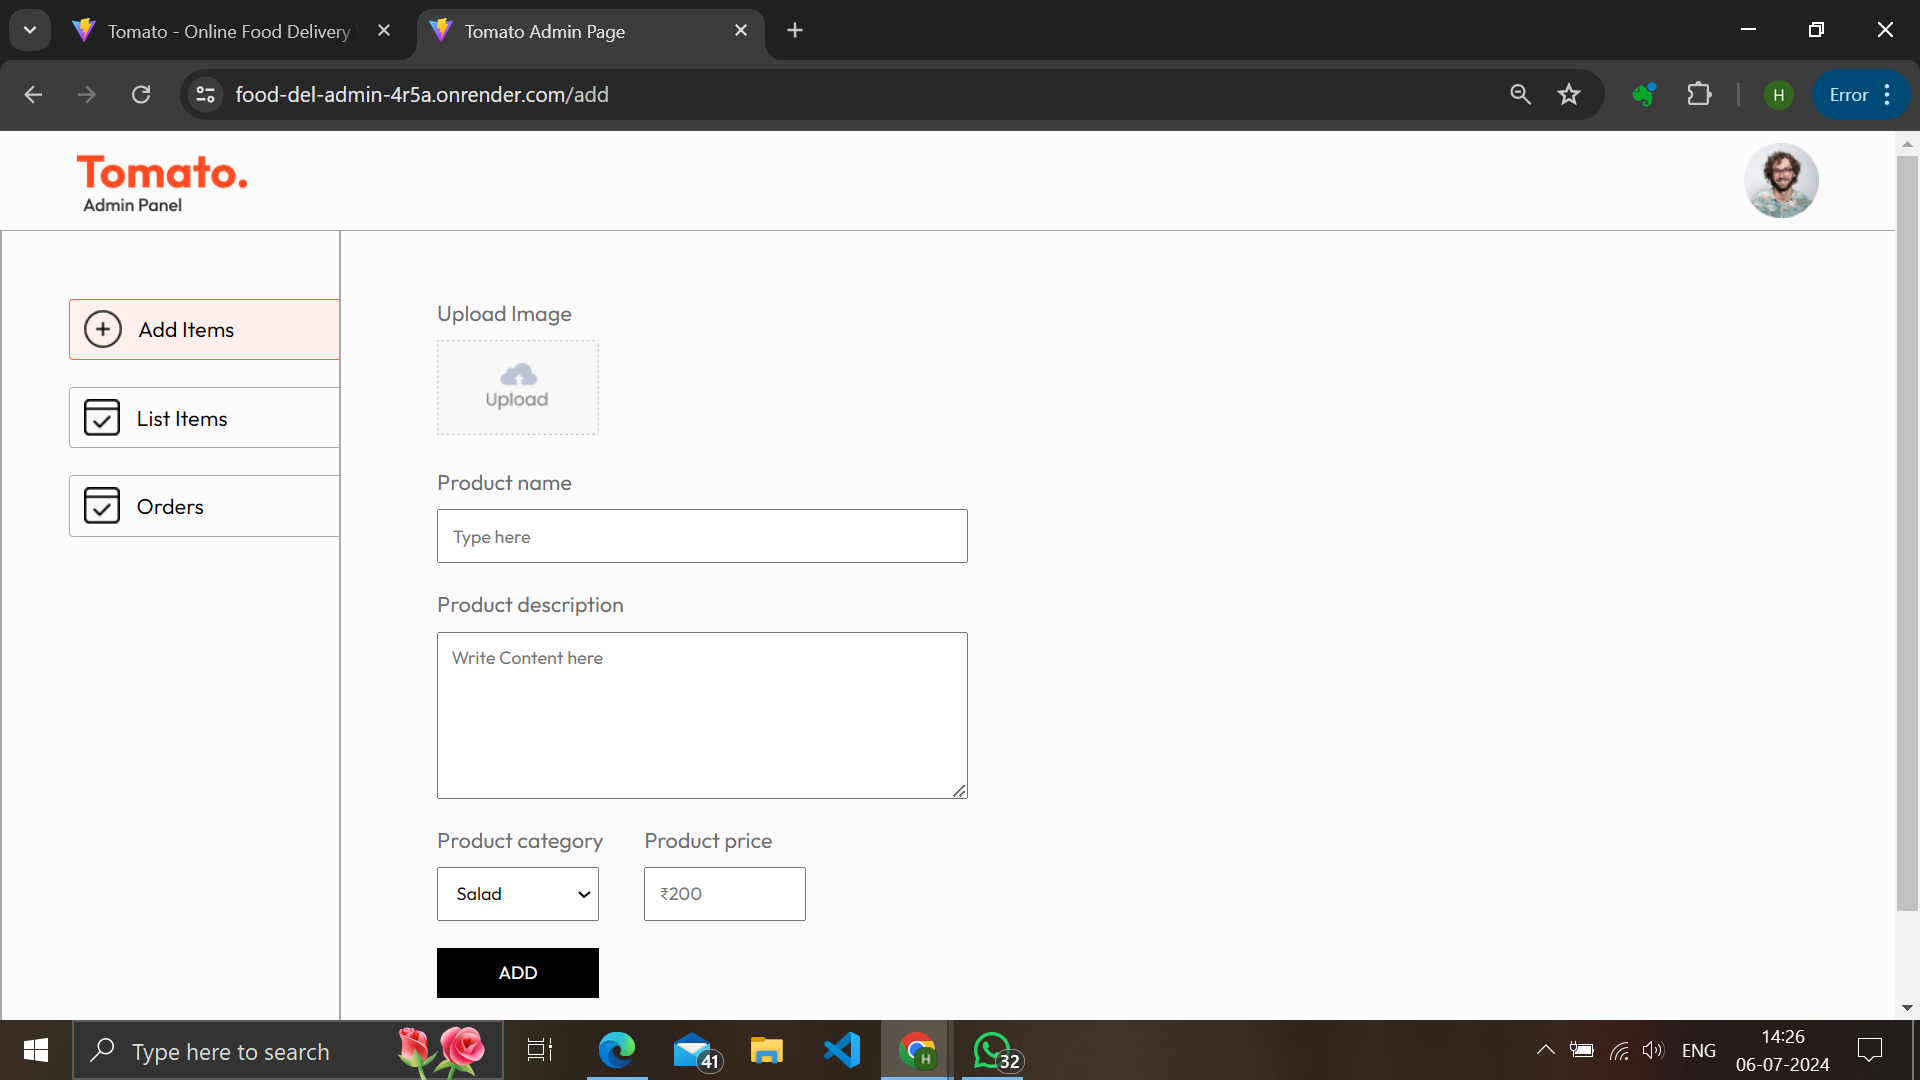 Tomato - Online Food Delivery
Tomato Admin Page
food-del-admin-4r5a.onrender.com/add
H
Error
Tomato.
Admin Panel
Add Items
List Items
Orders
Upload Image
Upload
Product name
Type here
Product description
Write Content here
Product category
Product price
Salad
₹200
ADD
Type here to search
41
H
32
ENG
14:26
06-07-2024